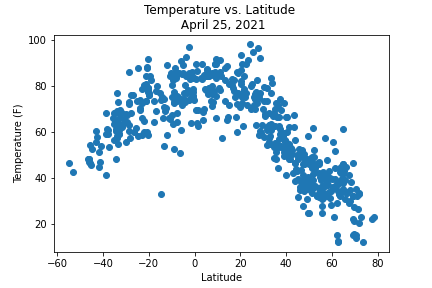 Temperature vs. Latitude
April 25, 2021
100
80
60
40
20
Temperature (F)
−60 −40 −20 0 20 40 60 80
Latitude